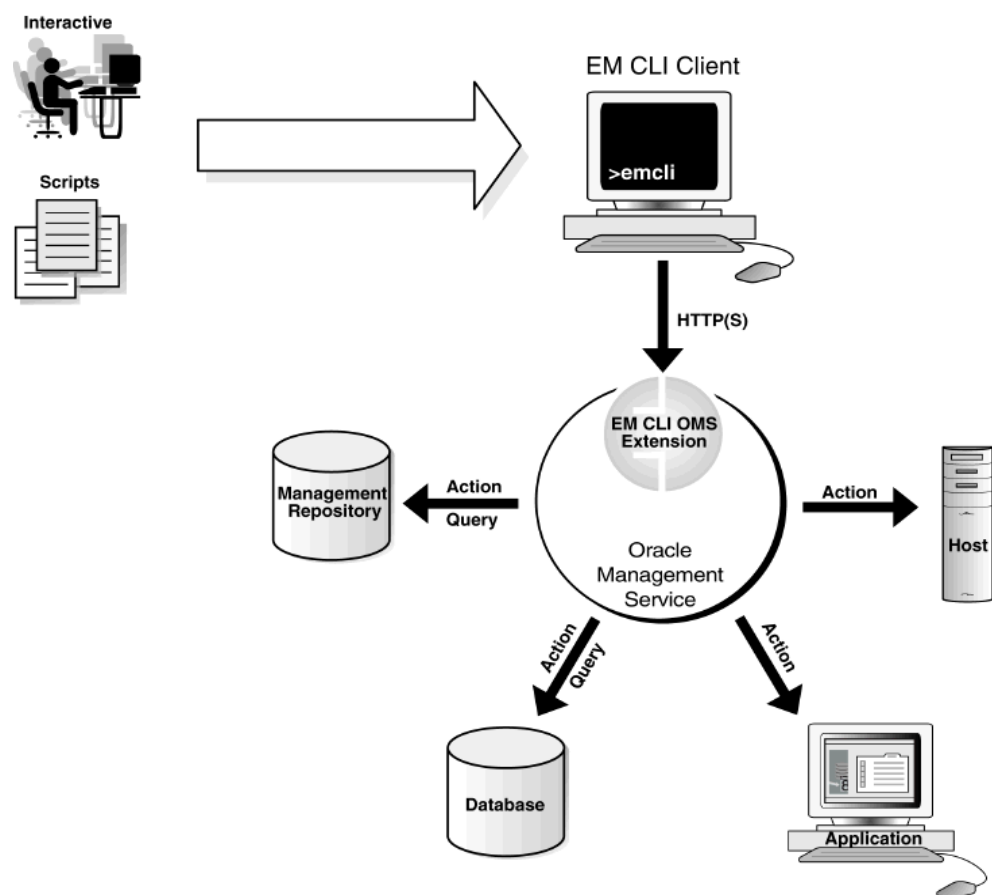 Interactive
EM CLI Client
>emcli
Scripts
HTTP(S)
EM CLI OMS
Extension
Management
Repository
Action
Query
Action
Host
Oracle
Management
Service
Action
Query
Action
Database
Application